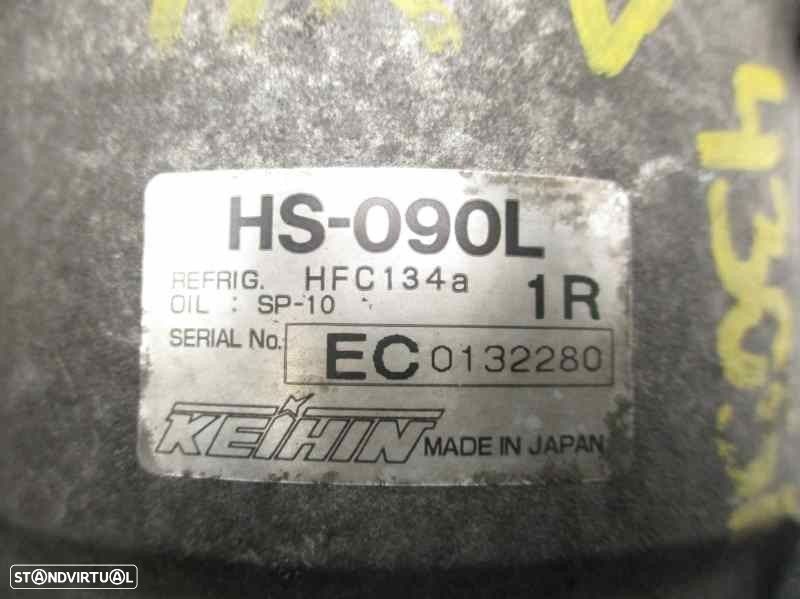 HS-090L
REFRIG. HFC134a
OIL : SP-10
1R
SERIAL No. EC 0132280
KEIHIN MADE IN JAPAN
STANDVIRTUAL